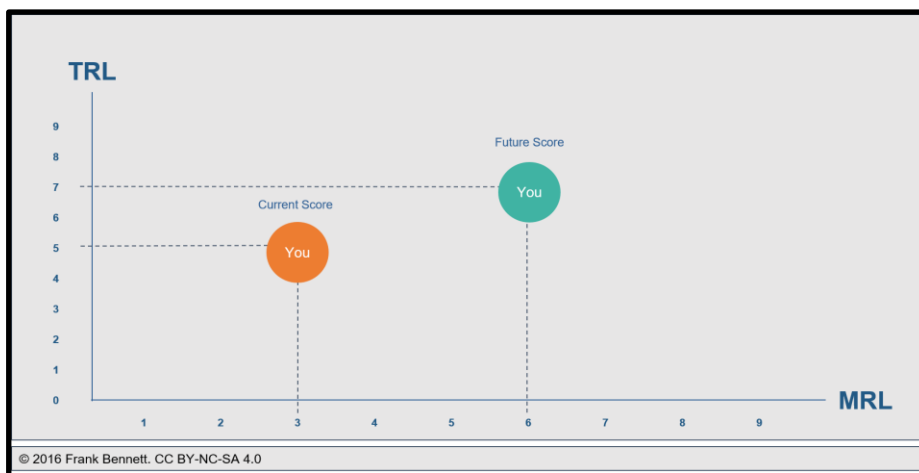 TRL
9
8
Future Score
7
You
6
Current Score
5
You
4
3
2
1
0
MRL
1 2 3 4 5 6 7 8 9
© 2016 Frank Bennett. CC BY-NC-SA 4.0